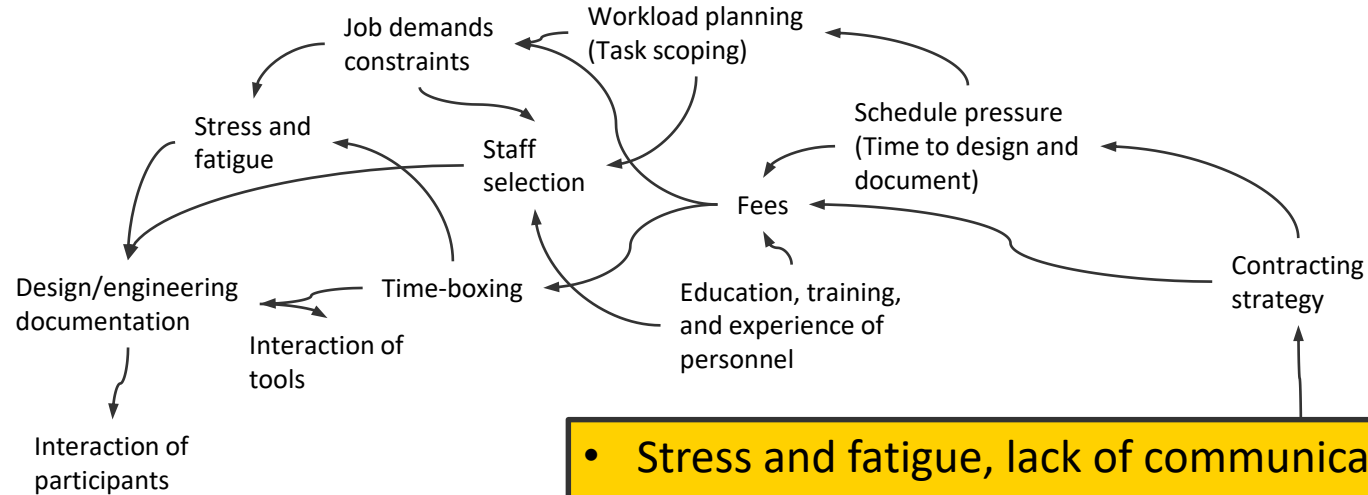 Job demands
constraints
Workload planning
(Task scoping)
Stress and
fatigue
Staff
selection
Schedule pressure
(Time to design and
document)
Fees
Design/engineering
documentation
Time-boxing
Education, training,
and experience of
personnel
Contracting
strategy
Interaction of
tools
Interaction of
participants
• Stress and fatigue, lack of communica